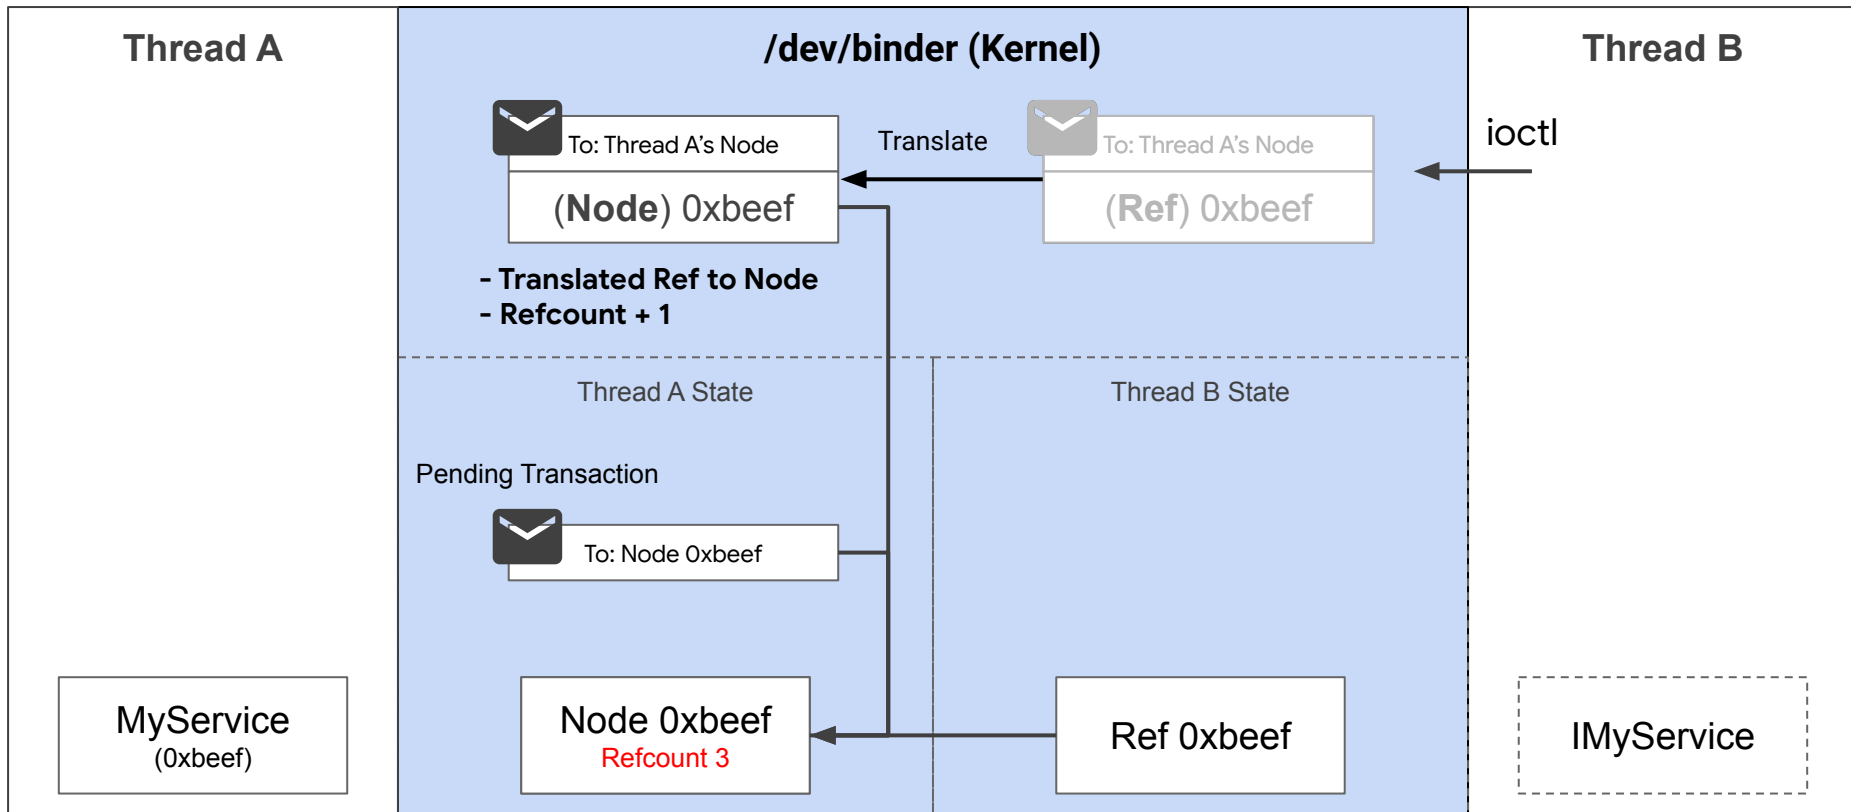 Thread A
/dev/binder (Kernel)
Thread B
To: Thread A's Node
(Node) 0xbeef
Translate
To: Thread A's Node
(Ref) 0xbeef
ioctl
- Translated Ref to Node
- Refcount + 1
Thread A State
Thread B State
Pending Transaction
To: Node 0xbeef
MyService
(0xbeef)
Node 0xbeef
Refcount 3
Ref 0xbeef
IMyService